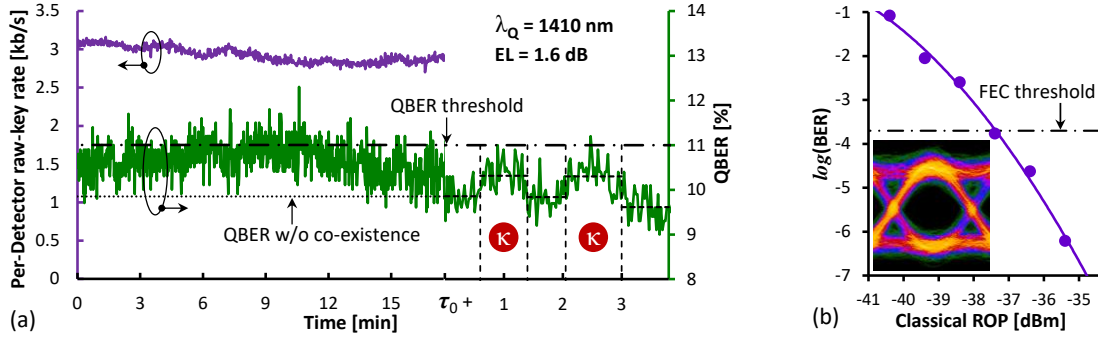 λQ = 1410 nm
EL = 1.6 dB
QBER threshold
QBER w/o co-existence
κ
κ
Per-Detector raw-key rate [kb/s]
3.5
3
2.5
2
1.5
1
0.5
0
14
13
12
11
10
9
8
QBER [%]
0
3
6
9
12
15
τ0 +
1
2
3
Time [min]
(a)
log(BER)
-1
-2
-3
-4
-5
-6
-7
FEC threshold
-41
-40
-39
-38
-37
-36
-35
Classical ROP [dBm]
(b)